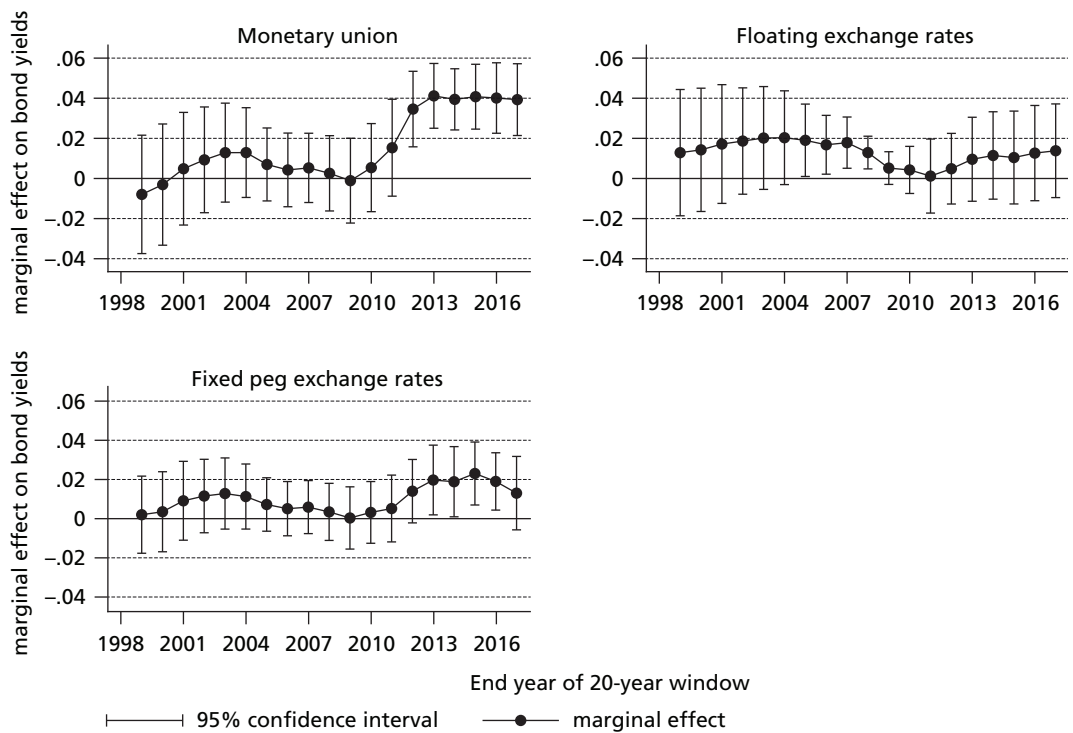 Monetary union
marginal effect on bond yields
.06
.04
.02
0
–.02
–.04
1998 2001 2004 2007 2010 2013 2016
Floating exchange rates
.06
.04
.02
0
–.02
–.04
1998 2001 2004 2007 2010 2013 2016
Fixed peg exchange rates
marginal effect on bond yields
.06
.04
.02
0
–.02
–.04
1998 2001 2004 2007 2010 2013 2016
End year of 20-year window
95% confidence interval marginal effect